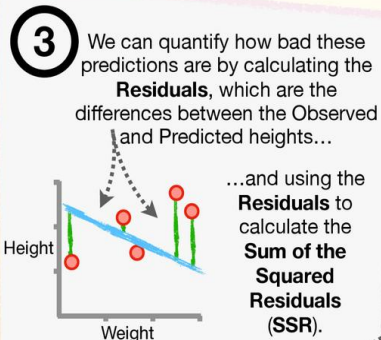 3
We can quantify how bad these
predictions are by calculating the
Residuals, which are the
differences between the Observed
and Predicted heights...
...and using the
Residuals to
calculate the
Sum of the
Squared
Residuals
(SSR).
Height
Weight